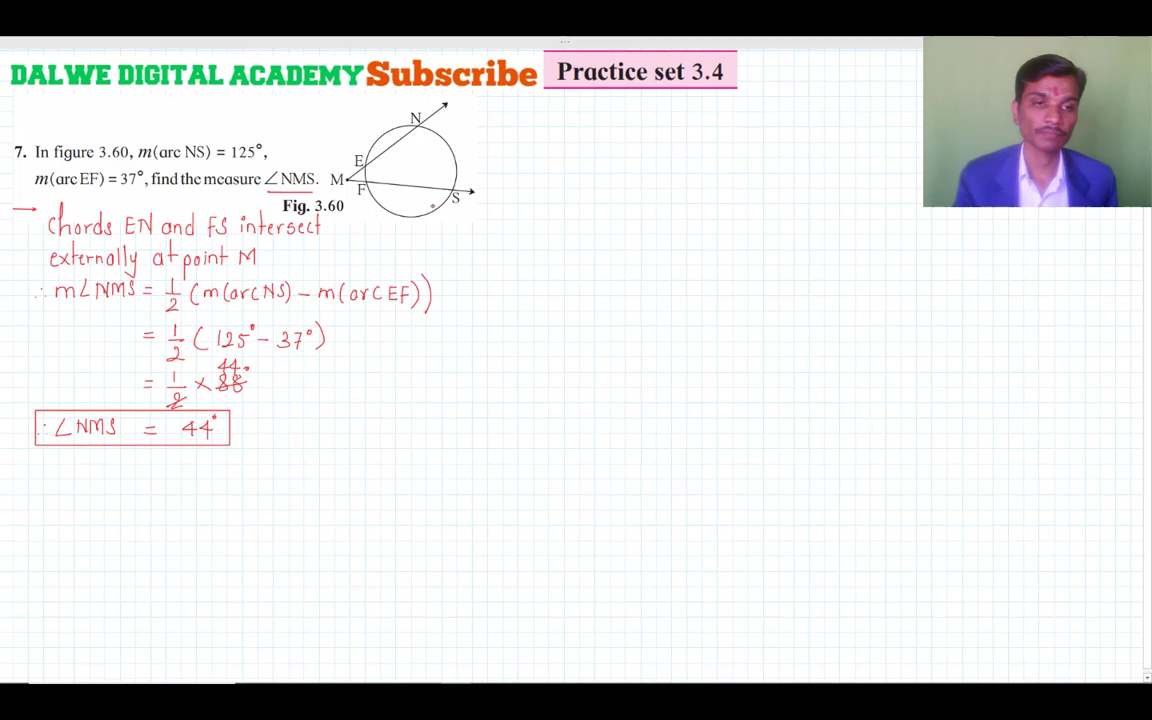 DALWE DIGITAL ACADEMY Subscribe Practice set 3.4
7. In figure 3.60, m(arc NS) = 125°,
m(arc EF) = 37°, find the measure ∠NMS.
N
E
M
F
S
Fig. 3.60
→ Chords EN and FS intersect
externally at point M
∴ m∠NMS = 1/2 (m(arc NS) – m(arc EF))
= 1/2 (125° – 37°)
44°
= 1/2 × 88
∴ ∠NMS = 44°